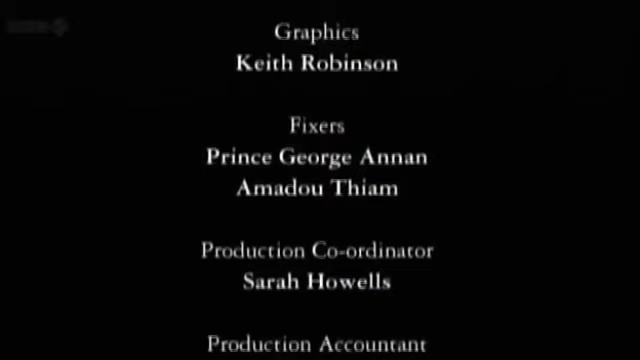 Graphics
Keith Robinson
Fixers
Prince George Annan
Amadou Thiam
Production Co-ordinator
Sarah Howells
Production Accountant